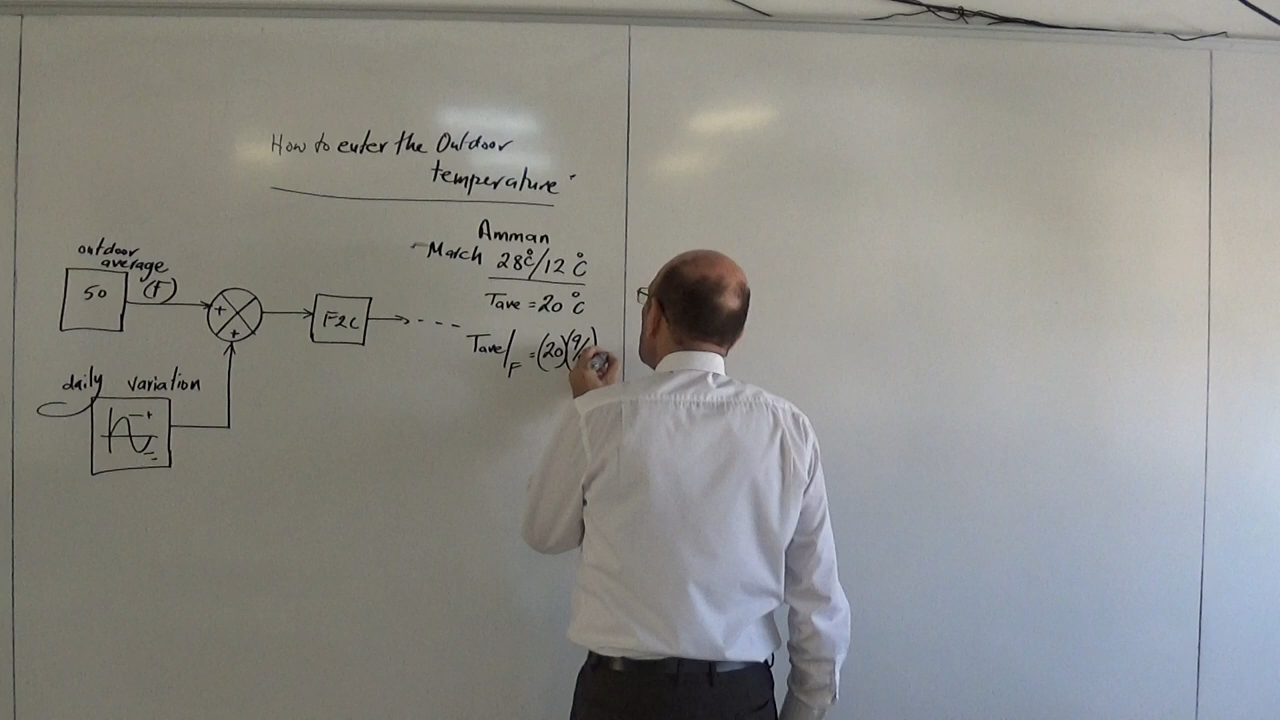 How to enter the Outdoor
temperature
Amman
March 28°C/12°C
Tave = 20°C
Tave/F = (20)(9/
outdoor
average
(F)
50
+
+
F2C
daily variation
+
-